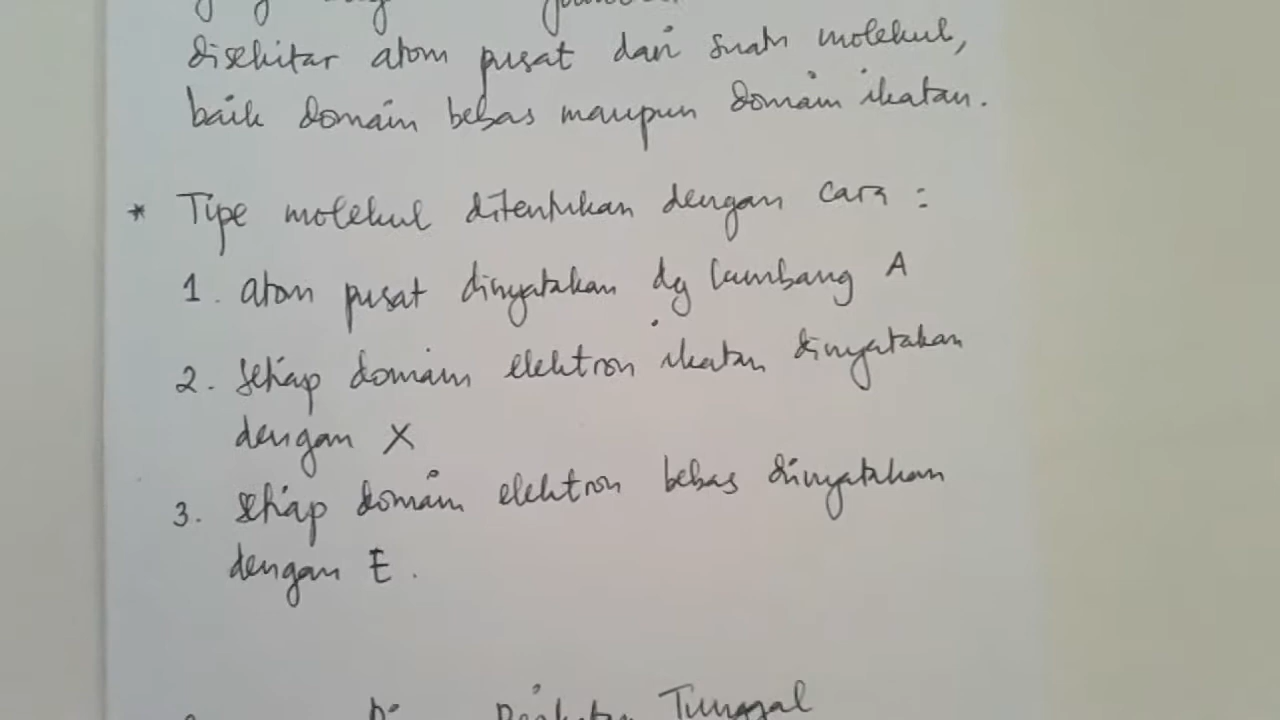 disekitar atom pusat dari suatu molekul,
baik domain bebas maupun domain ikatan.
* Tipe molekul ditentukan dengan cara :
1. atom pusat dinyatakan dg lambang A
2. setiap domain elektron ikatan dinyatakan
dengan X
3. setiap domain elektron bebas dinyatakan
dengan E.
Tunggal